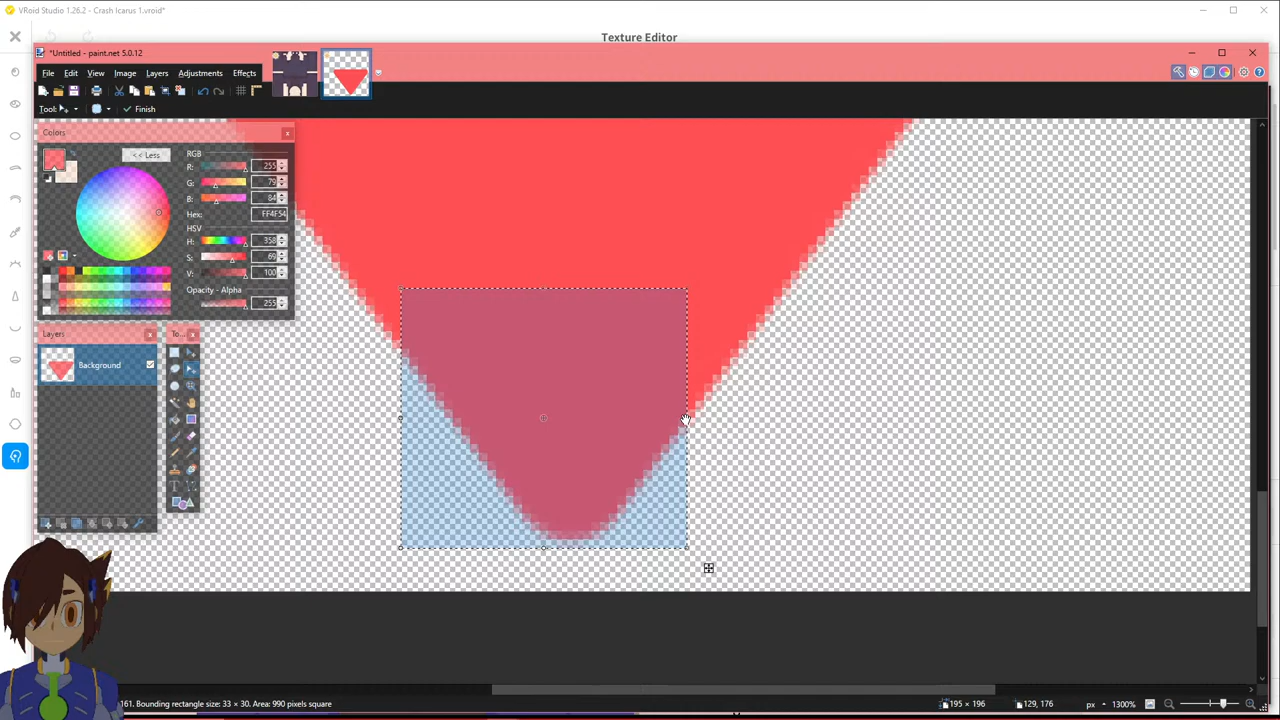 VRoid Studio 1.26.2 - Crash Icarus 1.vroid*
Texture Editor
*Untitled - paint.net 5.0.12
File Edit View Image Layers Adjustments Effects
Tool: Finish
Colors
<< Less
RGB
R: 255
G: 79
B: 84
Hex: FF4F54
HSV
H: 358
S: 69
V: 100
Opacity - Alpha
255
Layers
To...
Background
161. Bounding rectangle size: 33 × 30. Area: 990 pixels square
195 × 196
129, 176
px
1300%